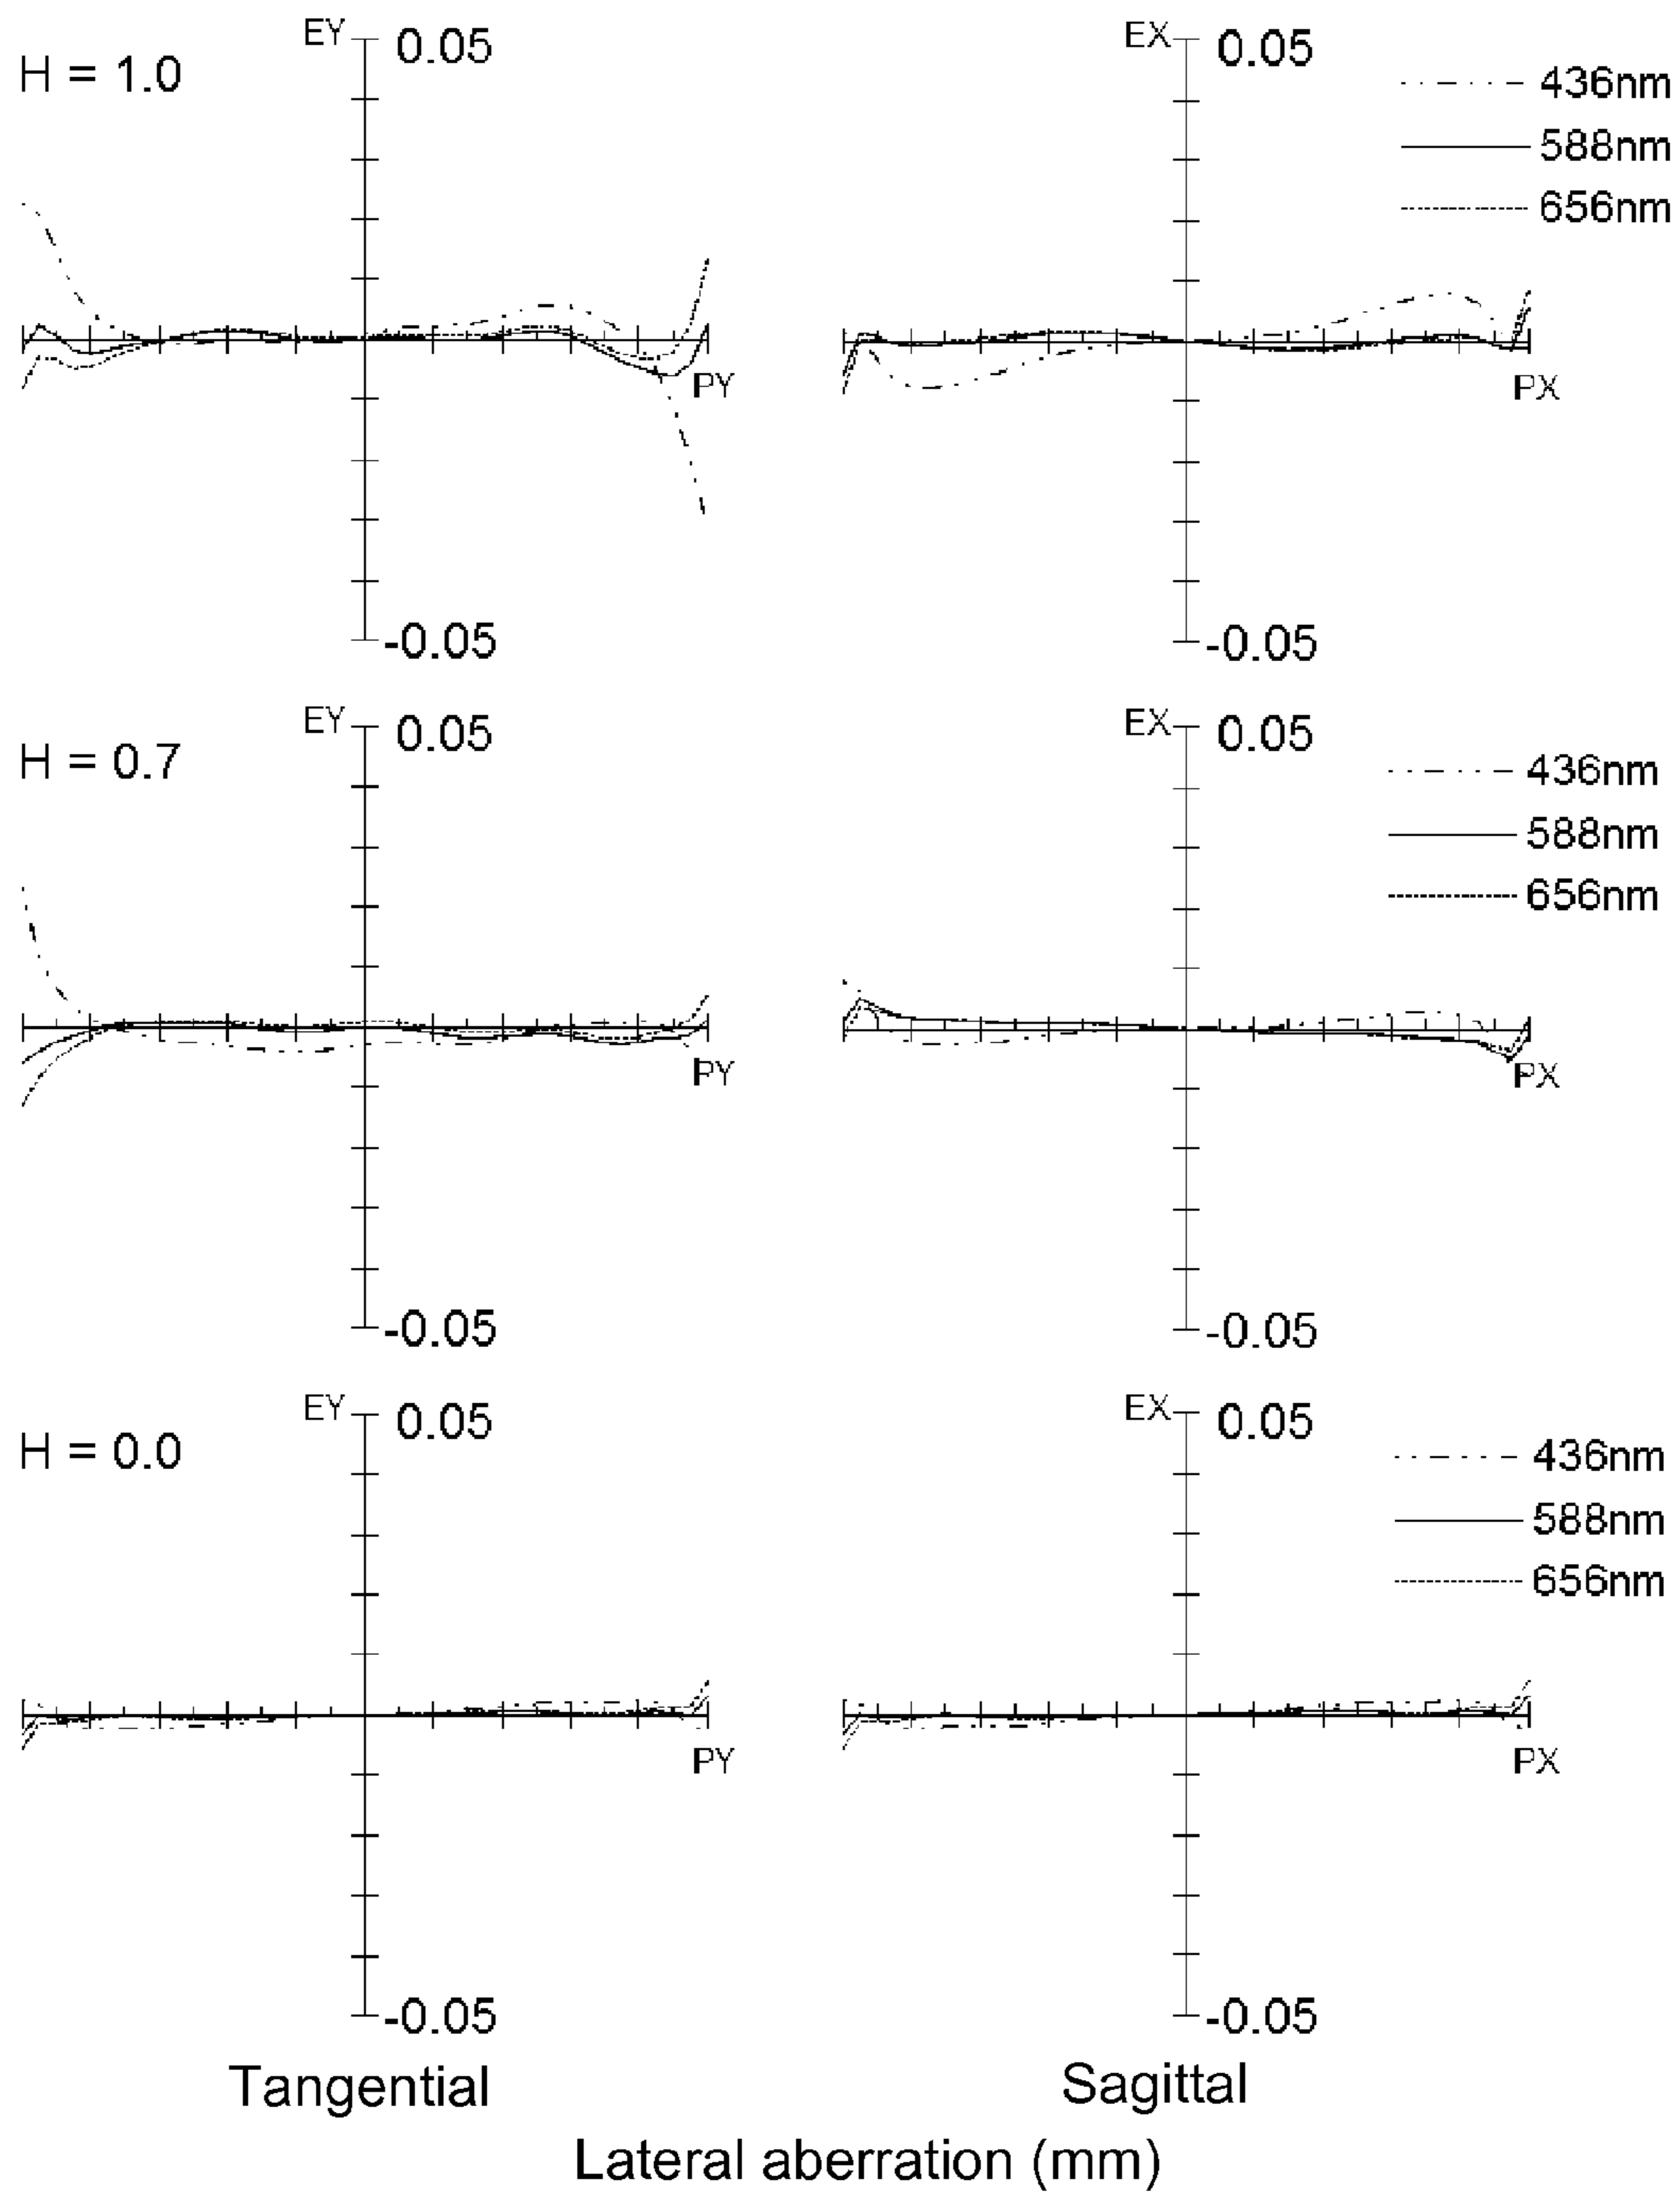 EY 0.05 EX 0.05
H = 1.0 436nm
588nm
656nm
PY PX
-0.05 -0.05
EY 0.05 EX 0.05
H = 0.7 436nm
588nm
656nm
PY PX
-0.05 -0.05
EY 0.05 EX 0.05
H = 0.0 436nm
588nm
656nm
PY PX
-0.05 -0.05
Tangential Sagittal
Lateral aberration (mm)